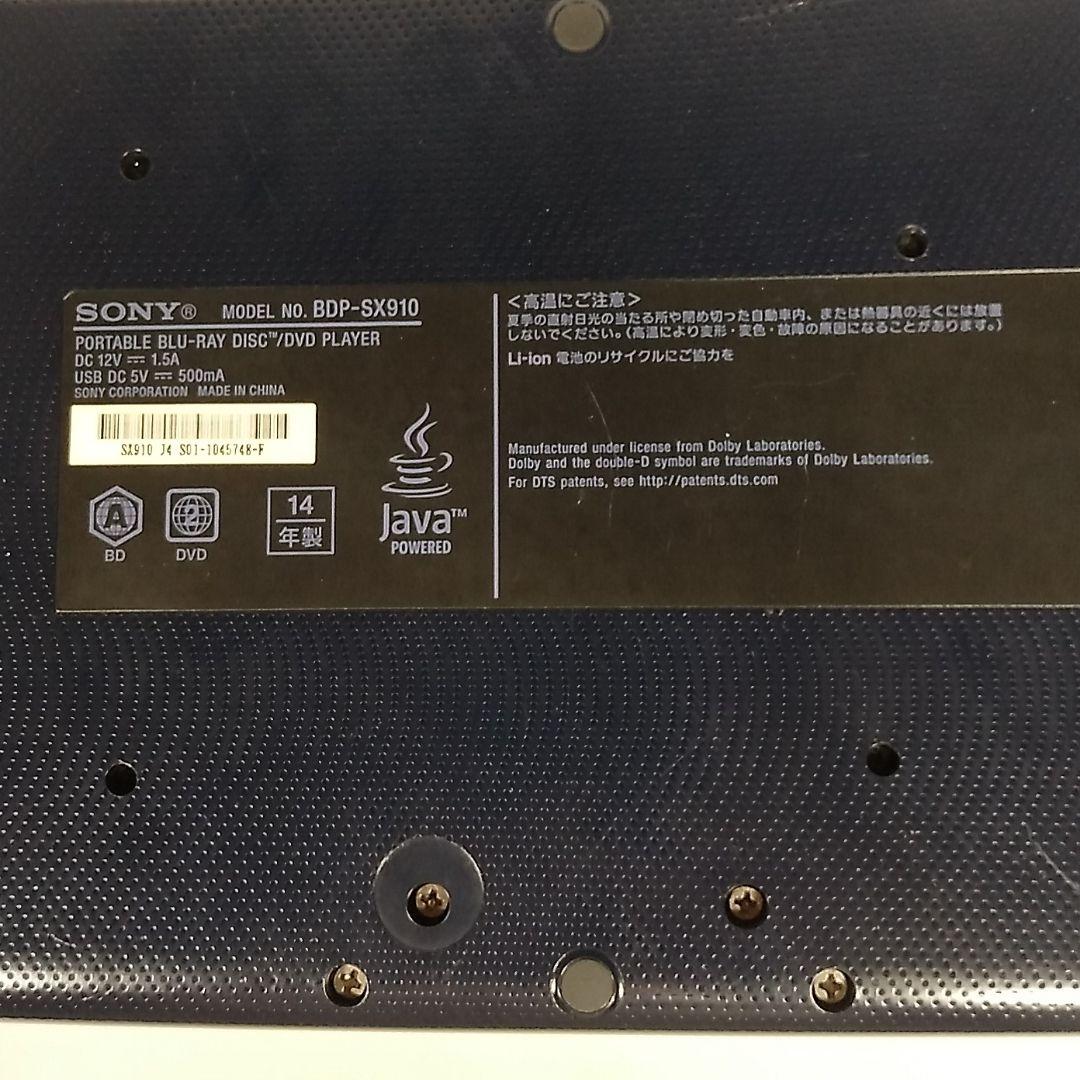 SONY® MODEL NO. BDP-SX910
PORTABLE BLU-RAY DISC™/DVD PLAYER
DC 12V ⎓ 1.5A
USB DC 5V ⎓ 500mA
SONY CORPORATION MADE IN CHINA
SX910 J4 S01-1045748-F
A
BD
2
DVD
14
年製
Java™
POWERED
<高温にご注意>
夏季の直射日光の当たる所や閉め切った自動車内、または熱器具の近くには放置
しないでください。(高温により変形・変色・故障の原因になることがあります。)
Li-ion 電池のリサイクルにご協力を
Manufactured under license from Dolby Laboratories.
Dolby and the double-D symbol are trademarks of Dolby Laboratories.
For DTS patents, see http://patents.dts.com